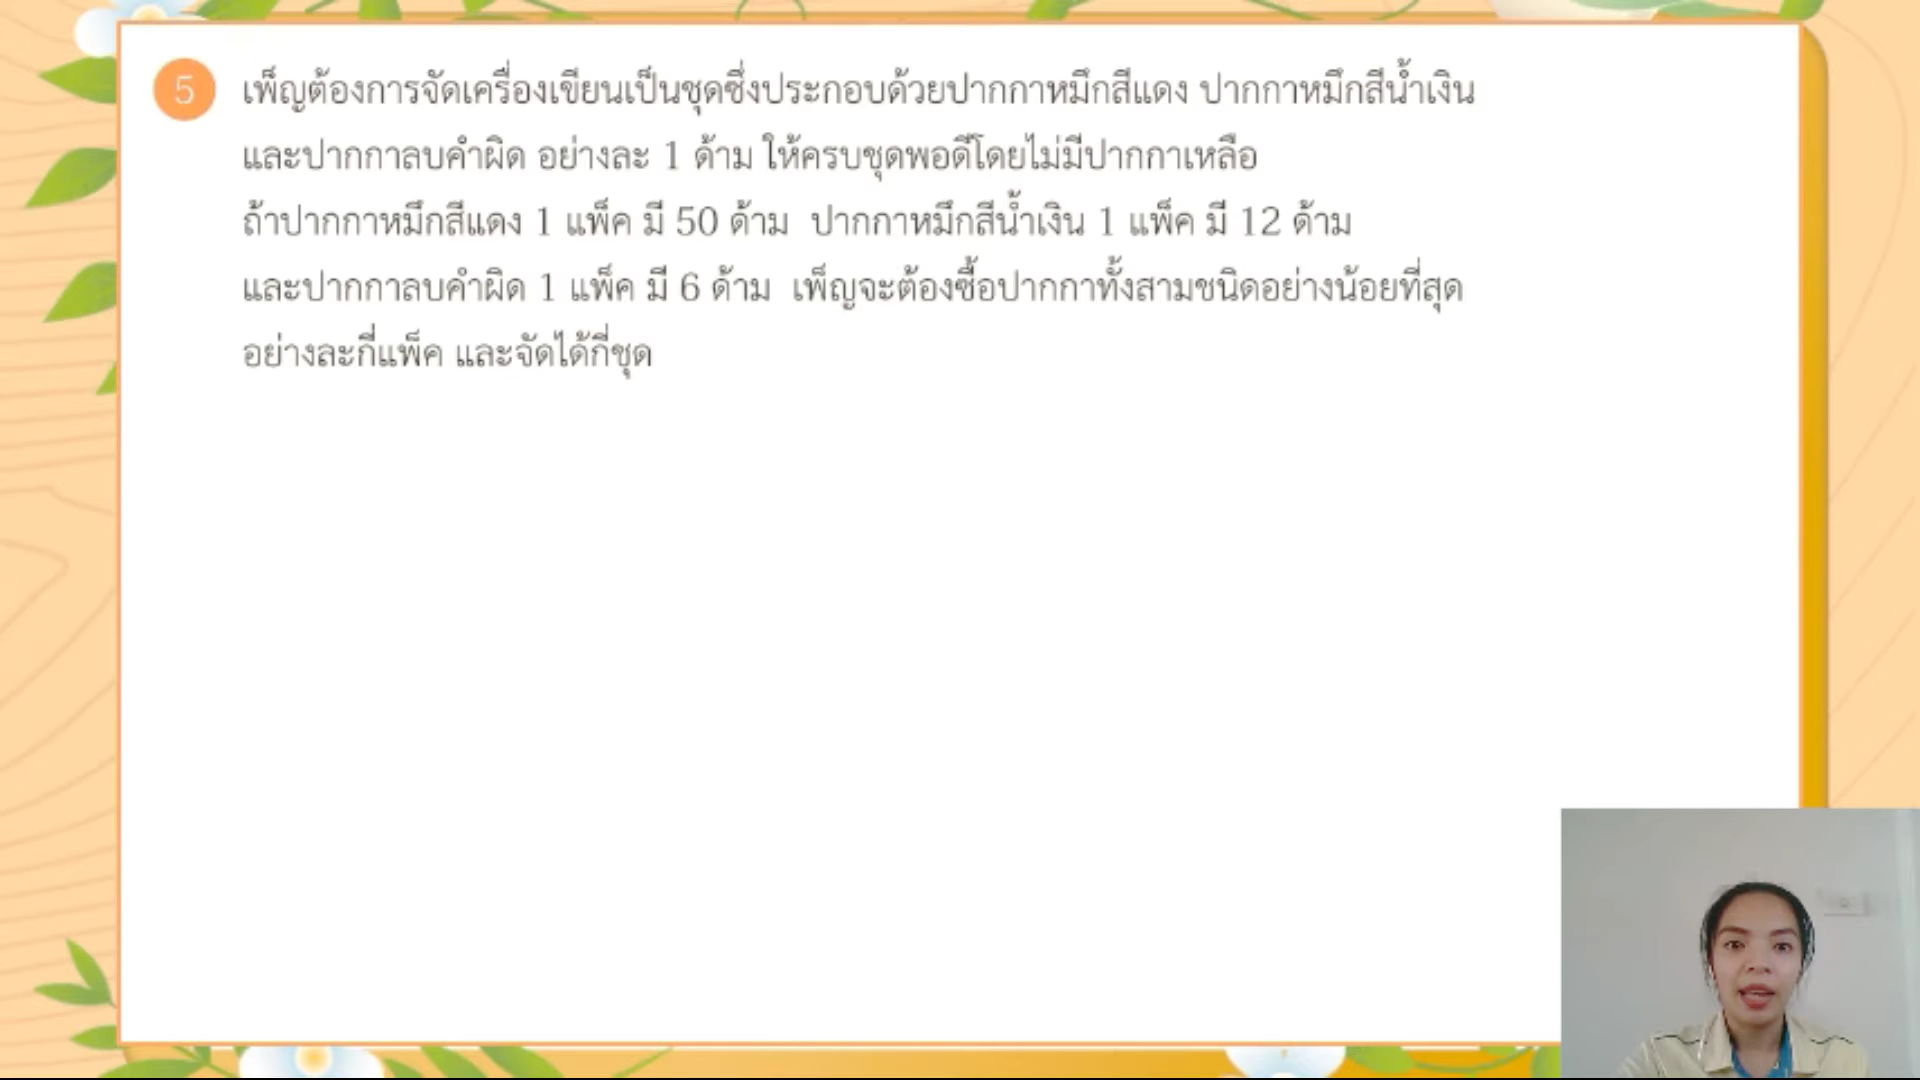 5 เพ็ญต้องการจัดเครื่องเขียนเป็นชุดซึ่งประกอบด้วยปากกาหมึกสีแดง ปากกาหมึกสีน้ำเงิน
และปากกาลบคำผิด อย่างละ 1 ด้าม ให้ครบชุดพอดีโดยไม่มีปากกาเหลือ
ถ้าปากกาหมึกสีแดง 1 แพ็ค มี 50 ด้าม ปากกาหมึกสีน้ำเงิน 1 แพ็ค มี 12 ด้าม
และปากกาลบคำผิด 1 แพ็ค มี 6 ด้าม เพ็ญจะต้องซื้อปากกาทั้งสามชนิดอย่างน้อยที่สุด
อย่างละกี่แพ็ค และจัดได้กี่ชุด